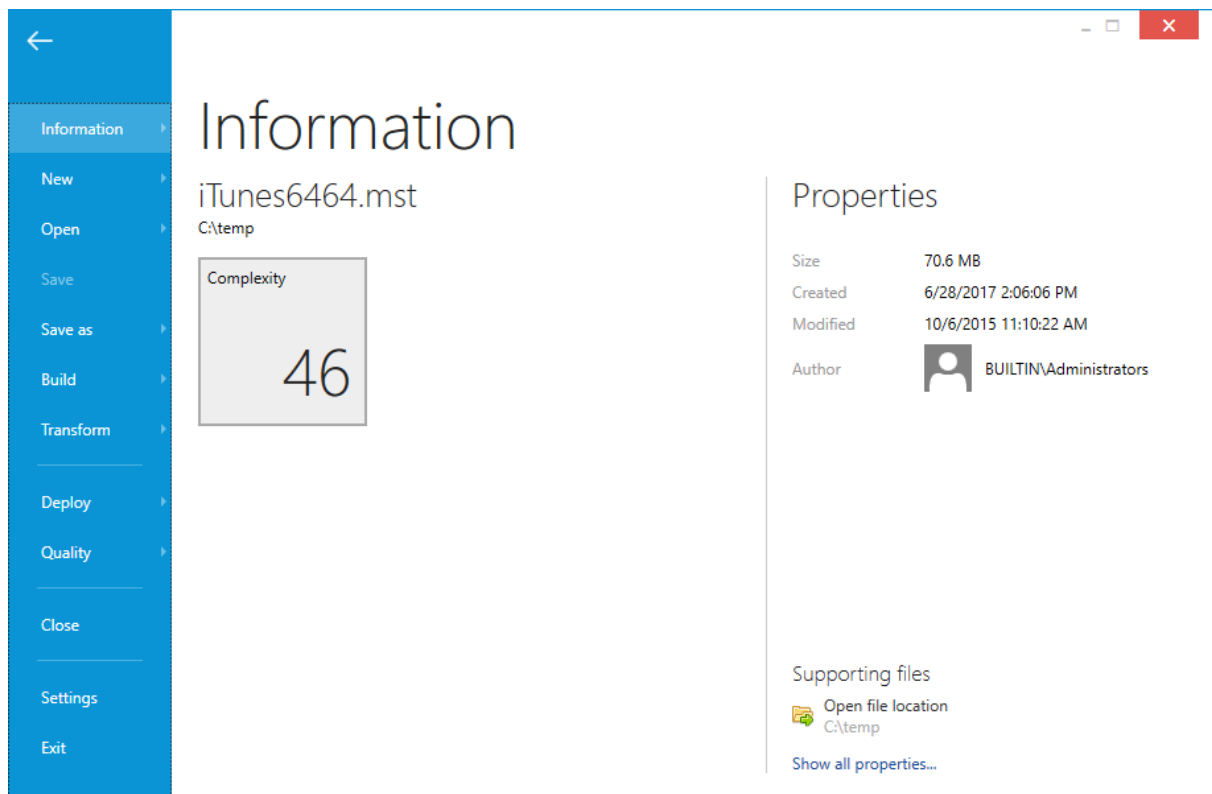 Information
New
Open
Save
Save as
Build
Transform
Deploy
Quality
Close
Settings
Exit
Information
iTunes6464.mst
C:\temp
Complexity
46
Properties
Size 70.6 MB
Created 6/28/2017 2:06:06 PM
Modified 10/6/2015 11:10:22 AM
Author BUILTIN\Administrators
Supporting files
Open file location
C:\temp
Show all properties...